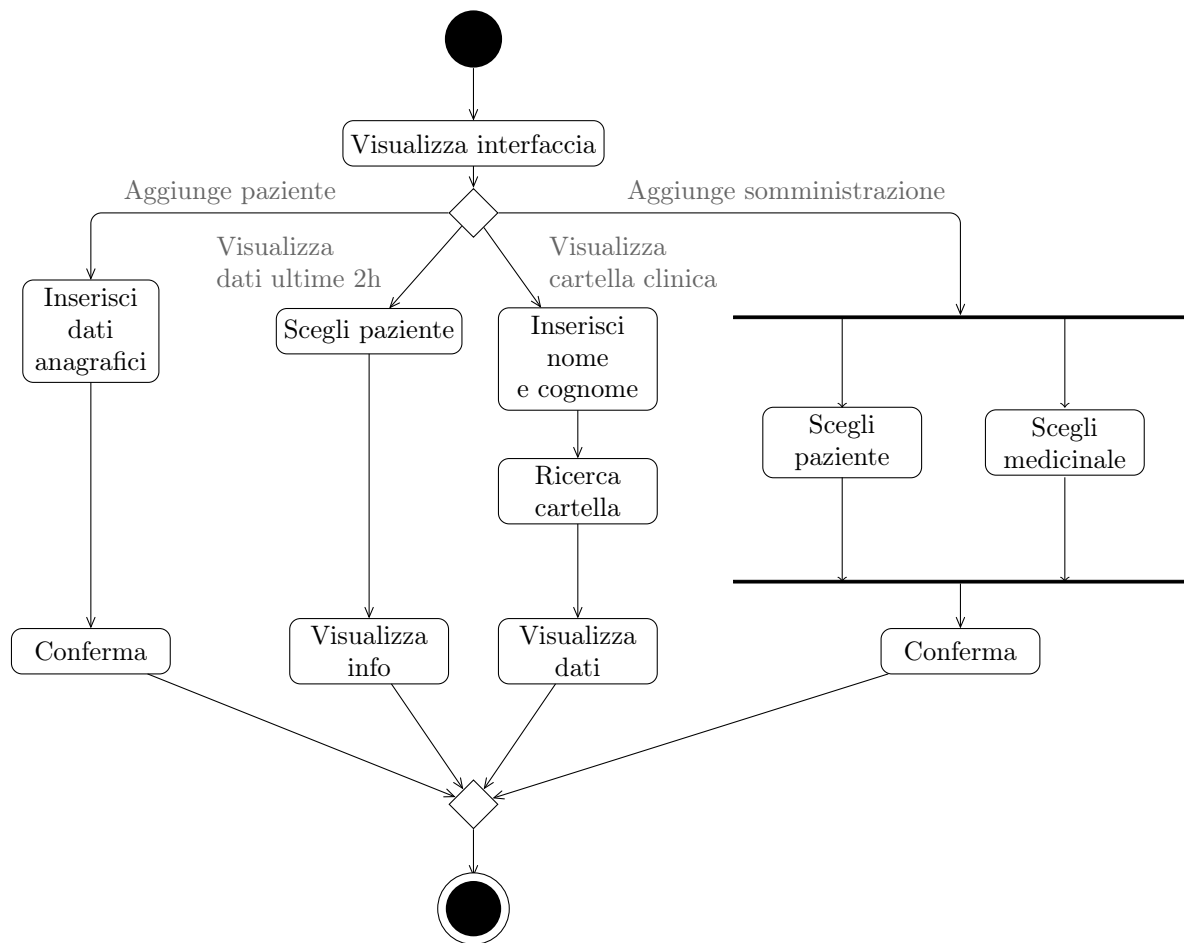 Visualizza interfaccia
Aggiunge paziente
Aggiunge somministrazione
Visualizza
dati ultime 2h
Visualizza
cartella clinica
Inserisci
dati
anagrafici
Scegli paziente
Inserisci
nome
e cognome
Scegli
paziente
Scegli
medicinale
Ricerca
cartella
Conferma
Visualizza
info
Visualizza
dati
Conferma